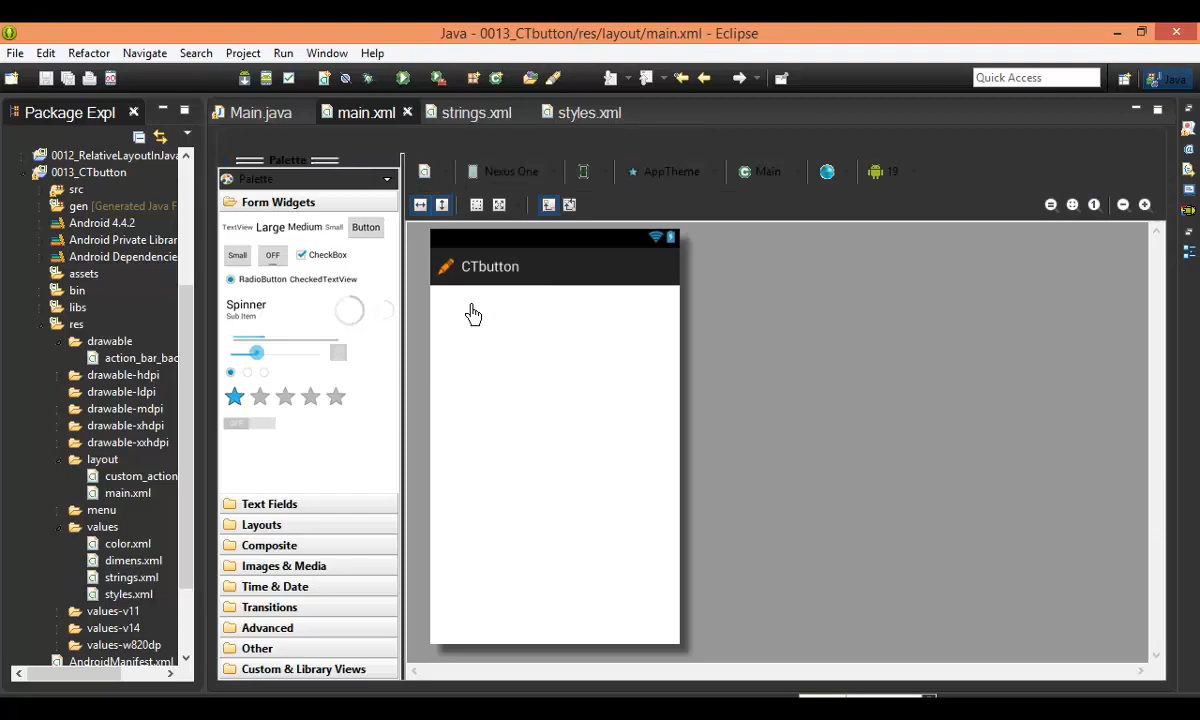 Java - 0013_CTbutton/res/layout/main.xml - Eclipse
File Edit Refactor Navigate Search Project Run Window Help
Quick Access
Java
Package Expl
Main.java main.xml strings.xml styles.xml
0012_RelativeLayoutInJava
0013_CTbutton
src
gen [Generated Java F
Android 4.4.2
Android Private Librar
Android Dependencie
assets
bin
libs
res
drawable
action_bar_bac
drawable-hdpi
drawable-ldpi
drawable-mdpi
drawable-xhdpi
drawable-xxhdpi
layout
custom_action
main.xml
menu
values
color.xml
dimens.xml
strings.xml
styles.xml
values-v11
values-v14
values-w820dp
AndroidManifest.xml
Palette
Palette
Form Widgets
TextView Large Medium Small Button
Small OFF CheckBox
RadioButton CheckedTextView
Spinner
Sub Item
OFF
Text Fields
Layouts
Composite
Images & Media
Time & Date
Transitions
Advanced
Other
Custom & Library Views
Nexus One AppTheme Main 19
CTbutton